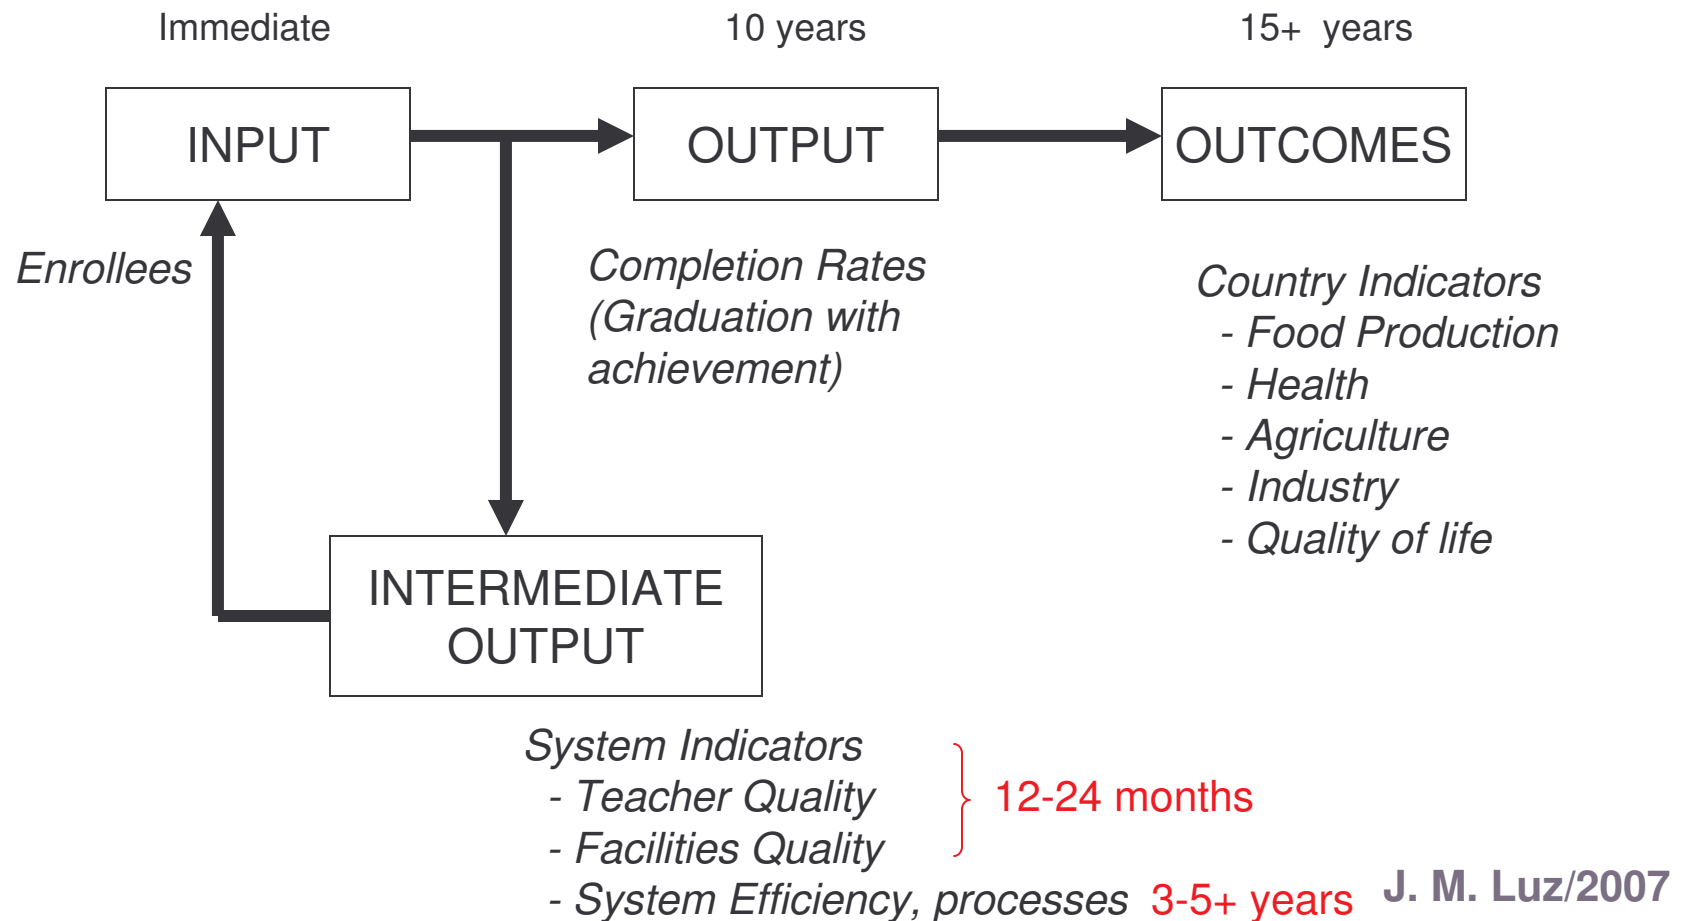 Immediate
10 years
15+ years
INPUT
OUTPUT
OUTCOMES
Enrollees
Completion Rates
(Graduation with
achievement)
Country Indicators
- Food Production
- Health
- Agriculture
- Industry
- Quality of life
INTERMEDIATE
OUTPUT
System Indicators
- Teacher Quality
- Facilities Quality
12-24 months
- System Efficiency, processes 3-5+ years
J. M. Luz/2007